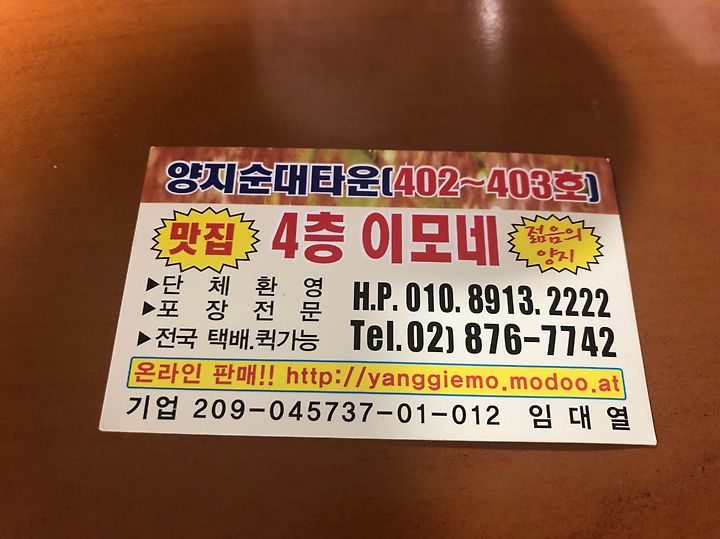 양지순대타운(402~403호)
맛집 4층 이모네 젊음의 양지
▶단 체 환 영
▶포 장 전 문
▶전국 택배.퀵가능
H.P. 010. 8913. 2222
Tel. 02) 876-7742
온라인 판매!! http://yanggiemo.modoo.at
기업 209-045737-01-012 임 대 열